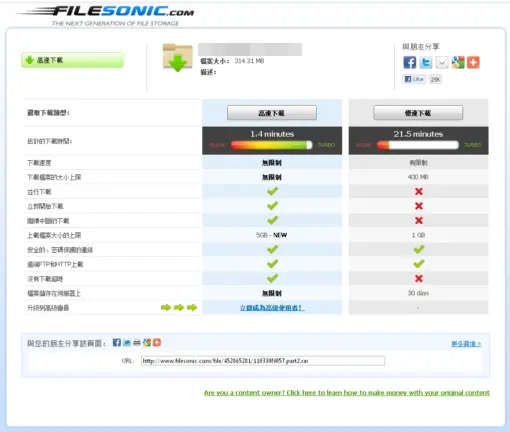 FILESONIC.COM
THE NEXT GENERATION OF FILE STORAGE
高速下載
檔案大小: 314.31 MB
描述:
與朋友分享
Like 25K
選取下載類型:
高速下載
慢速下載
估計的下載時間:
1.4 minutes
21.5 minutes
SLOW TURBO
SLOW TURBO
下載速度 無限制 有限制
下載檔案的大小上限 無限制 400 MB
並行下載
立即開始下載
繼續中斷的下載
上載檔案大小的上限 5GB - NEW 1 GB
安全的、密碼保護的連結
遠端FTP和HTTP上載
沒有下載延時
檔案儲存在伺服器上 無限制 30 days
升級到高級會員 立即成為高級使用者! -
與您的朋友分享該頁面:
更多選項 »
URL: http://www.filesonic.com/file/452865281/110330HN057.part2.rar
Are you a content owner? Click here to learn how to make money with your original content